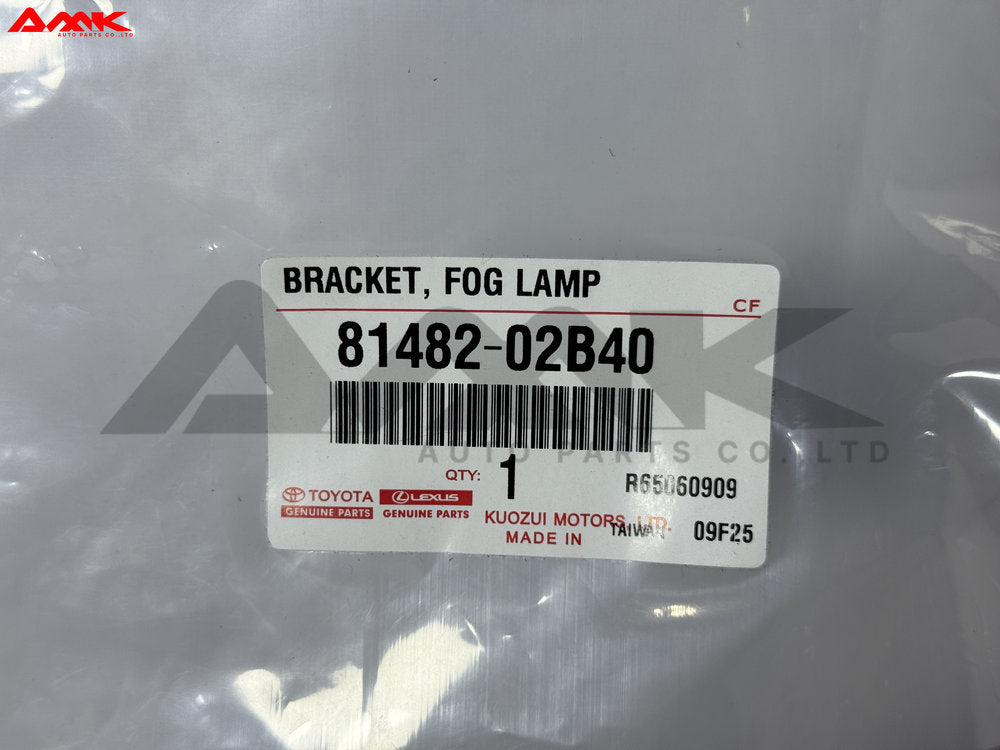 AMK
AUTO PARTS CO.,LTD
BRACKET, FOG LAMP
CF
81482-02B40
AMK
AUTO PARTS CO., LTD
QTY: 1
R65060909
TOYOTA
GENUINE PARTS
LEXUS
GENUINE PARTS
KUOZUI MOTORS, LTD.
MADE IN TAIWAN
09F25